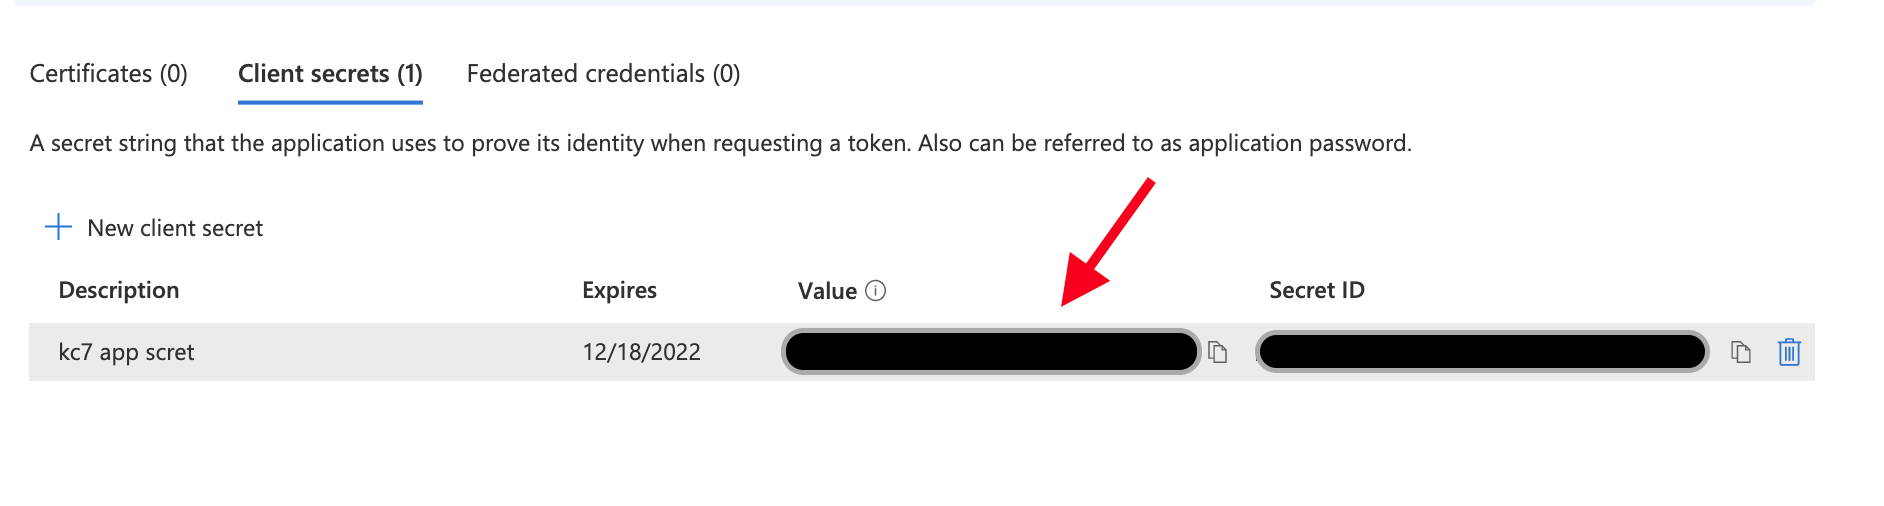 Certificates (0) Client secrets (1) Federated credentials (0)
A secret string that the application uses to prove its identity when requesting a token. Also can be referred to as application password.
New client secret
Description Expires Value Secret ID
kc7 app scret 12/18/2022